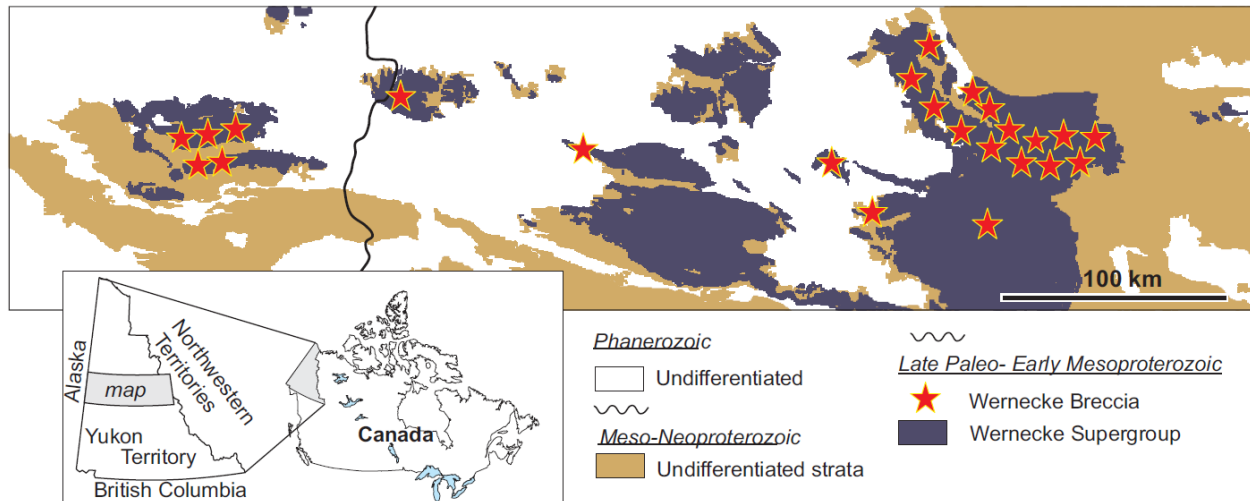 100 km
Alaska
Northwestern
Territories
map
Yukon
Territory
British Columbia
Canada
Phanerozoic
Undifferentiated
Meso-Neoproterozoic
Undifferentiated strata
Late Paleo- Early Mesoproterozoic
Wernecke Breccia
Wernecke Supergroup